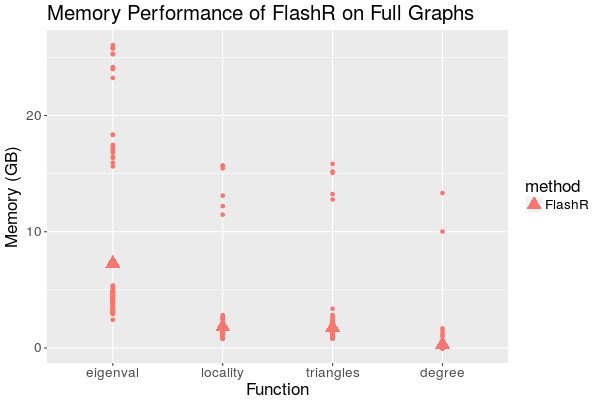 Memory Performance of FlashR on Full Graphs
Memory (GB)
20
10
0
eigenval locality triangles degree
Function
method
FlashR